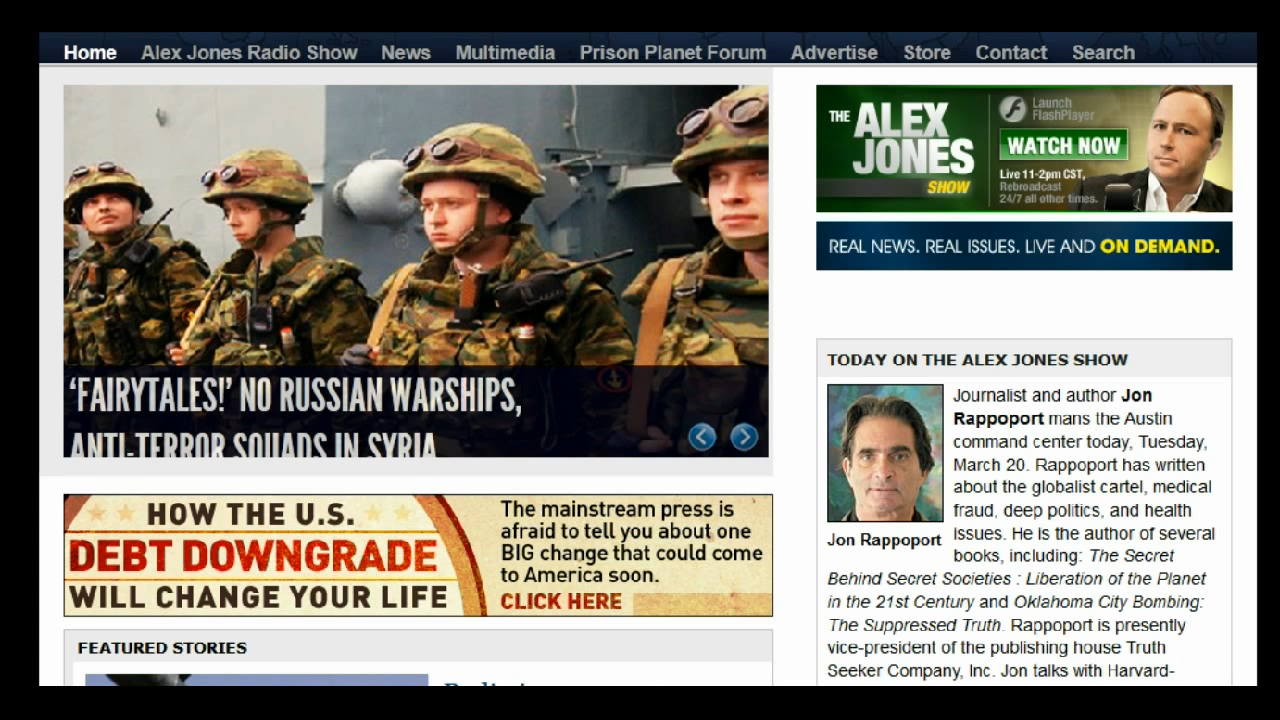 Home Alex Jones Radio Show News Multimedia Prison Planet Forum Advertise Store Contact Search
'FAIRYTALES!' NO RUSSIAN WARSHIPS,
ANTI-TERROR SQUADS IN SYRIA
HOW THE U.S.
DEBT DOWNGRADE
WILL CHANGE YOUR LIFE
The mainstream press is
afraid to tell you about one
BIG change that could come
to America soon.
CLICK HERE
FEATURED STORIES
THE ALEX
JONES
SHOW
Launch
FlashPlayer
WATCH NOW
Live 11-2pm CST,
Rebroadcast
24/7 all other times.
REAL NEWS. REAL ISSUES. LIVE AND ON DEMAND.
TODAY ON THE ALEX JONES SHOW
Jon Rappoport
Journalist and author Jon
Rappoport mans the Austin
command center today, Tuesday,
March 20. Rappoport has written
about the globalist cartel, medical
fraud, deep politics, and health
issues. He is the author of several
books, including: The Secret
Behind Secret Societies : Liberation of the Planet
in the 21st Century and Oklahoma City Bombing:
The Suppressed Truth. Rappoport is presently
vice-president of the publishing house Truth
Seeker Company, Inc. Jon talks with Harvard-